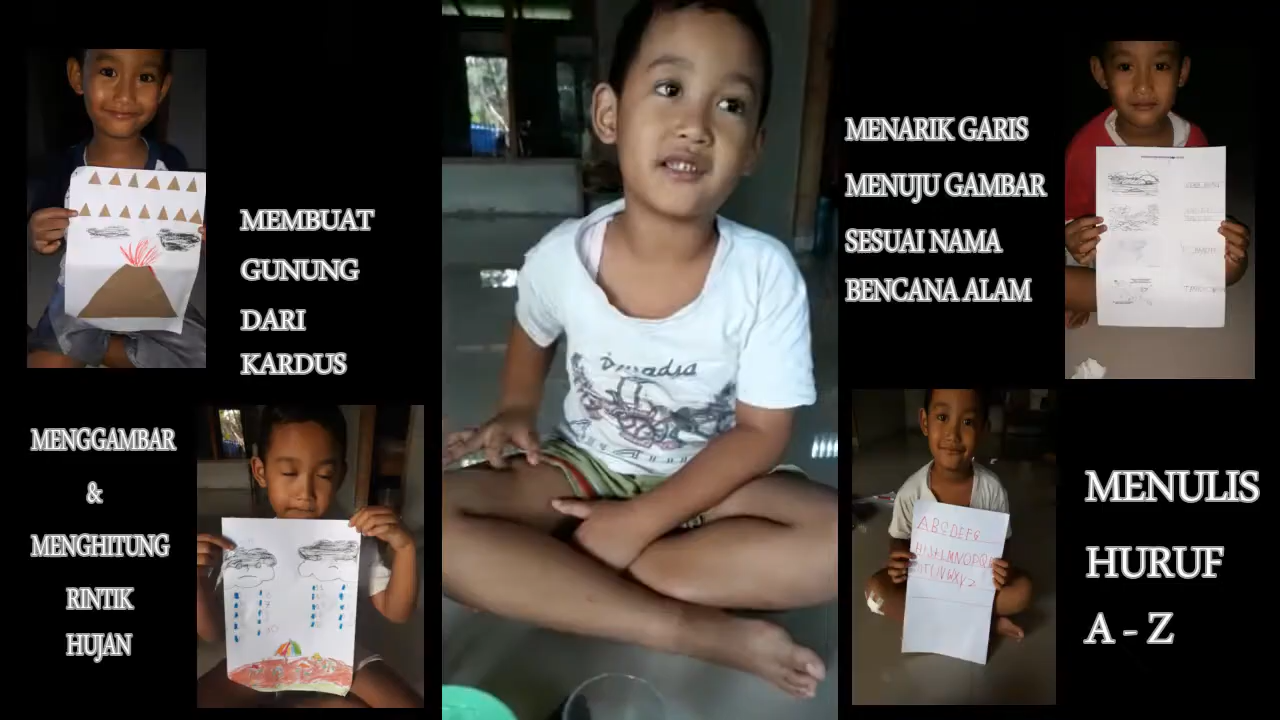 MEMBUAT
GUNUNG
DARI
KARDUS
MENGGAMBAR
&
MENGHITUNG
RINTIK
HUJAN
MENARIK GARIS
MENUJU GAMBAR
SESUAI NAMA
BENCANA ALAM
MENULIS
HURUF
A - Z